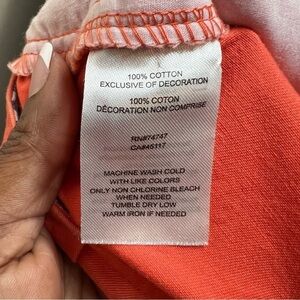 100% COTTON
EXCLUSIVE OF DECORATION
100% COTON
DÉCORATION NON COMPRISE
RN#74747
CA#45117
MACHINE WASH COLD
WITH LIKE COLORS
ONLY NON CHLORINE BLEACH
WHEN NEEDED
TUMBLE DRY LOW
WARM IRON IF NEEDED